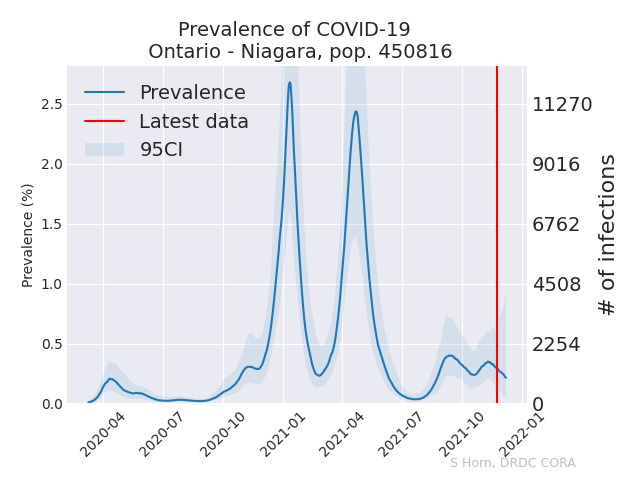 Prevalence of COVID-19
Ontario - Niagara, pop. 450816
Prevalence
Latest data
95CI
Prevalence (%)
2.5
2.0
1.5
1.0
0.5
0.0
11270
9016
6762
4508
2254
0
# of infections
2020-04
2020-07
2020-10
2021-01
2021-04
2021-07
2021-10
2022-01
S Horn, DRDC CORA